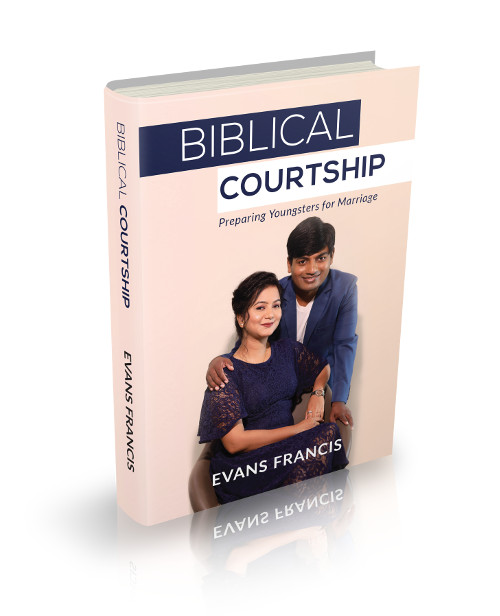 BIBLICAL
COURTSHIP
Preparing Youngsters for Marriage
EVANS FRANCIS
BIBLICAL COURTSHIP
EVANS FRANCIS
EVANS FRANCIS